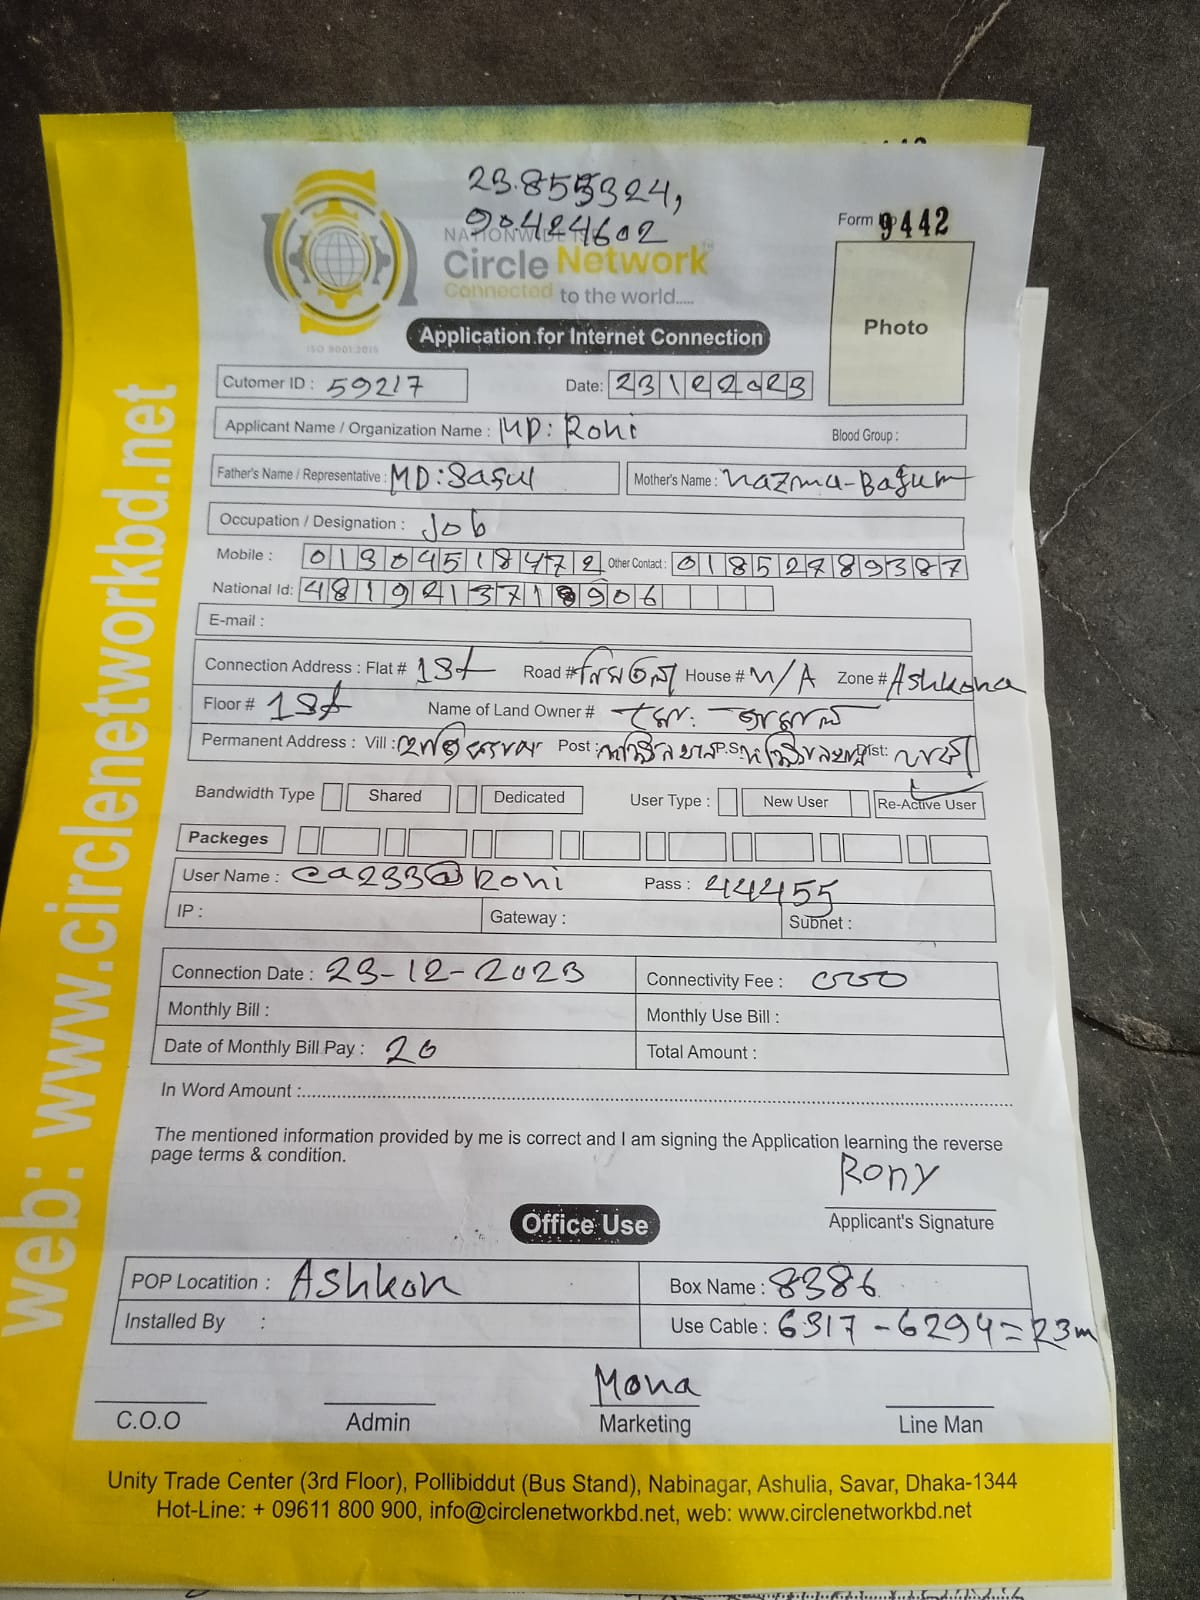 23.855324,
90424602
Form 9442
NATIONWIDE
Circle Network
Connected to the world.....
ISO 9001:2015
Photo
Application for Internet Connection
Cutomer ID : 59217 Date: 23122023
Applicant Name / Organization Name : MD: Roni Blood Group :
Father's Name / Representative : MD: Saful Mother's Name : Nazma-Bagum
Occupation / Designation : Job
Mobile : 01304518472 Other Contact : 01852789387
National Id: 4819213718906
E-mail :
Connection Address : Flat # 1st Road # House # N/A Zone # Ashkona
Floor # 1st Name of Land Owner # মো:
Permanent Address : Vill : Post : P.S: Dist:
Bandwidth Type Shared Dedicated User Type : New User Re-Active User
Packeges
User Name : ca233@Roni Pass : 44455
IP : Gateway : Subnet :
Connection Date : 23-12-2023 Connectivity Fee : 000
Monthly Bill : Monthly Use Bill :
Date of Monthly Bill Pay : 20 Total Amount :
In Word Amount :
The mentioned information provided by me is correct and I am signing the Application learning the reverse
page terms & condition.
Rony
Applicant's Signature
Office Use
POP Locatition : Ashkon Box Name : 8386
Installed By : Use Cable : 6317-6294=23m
Mona
C.O.O Admin Marketing Line Man
Unity Trade Center (3rd Floor), Pollibiddut (Bus Stand), Nabinagar, Ashulia, Savar, Dhaka-1344
Hot-Line: + 09611 800 900, info@circlenetworkbd.net, web: www.circlenetworkbd.net
web: www.circlenetworkbd.net